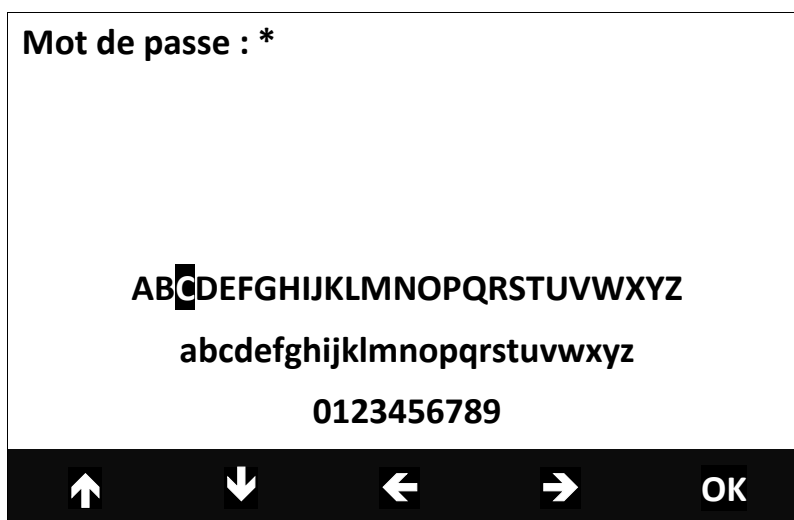 Mot de passe : *
ABCDEFGHIJKLMNOPQRSTUVWXYZ
abcdefghijklmnopqrstuvwxyz
0123456789
↑ ↓ ← → OK